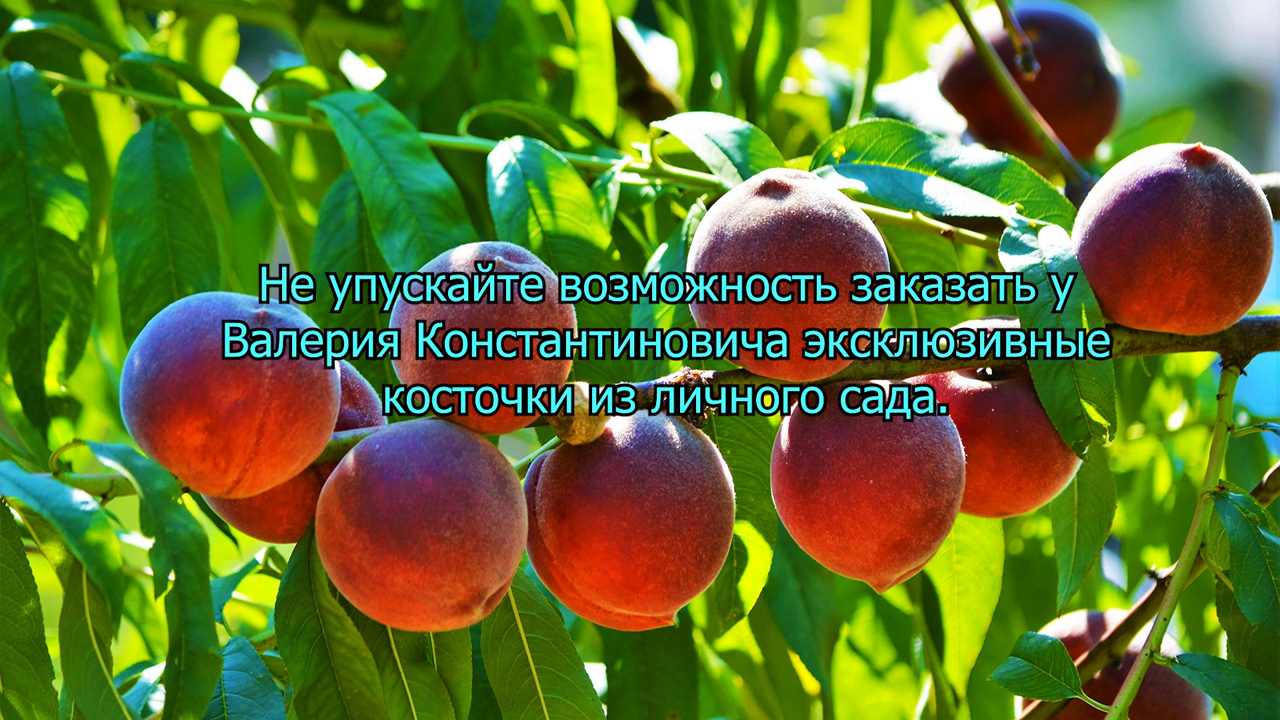 Не упускайте возможность заказать у
Валерия Константиновича эксклюзивные
косточки из личного сада.